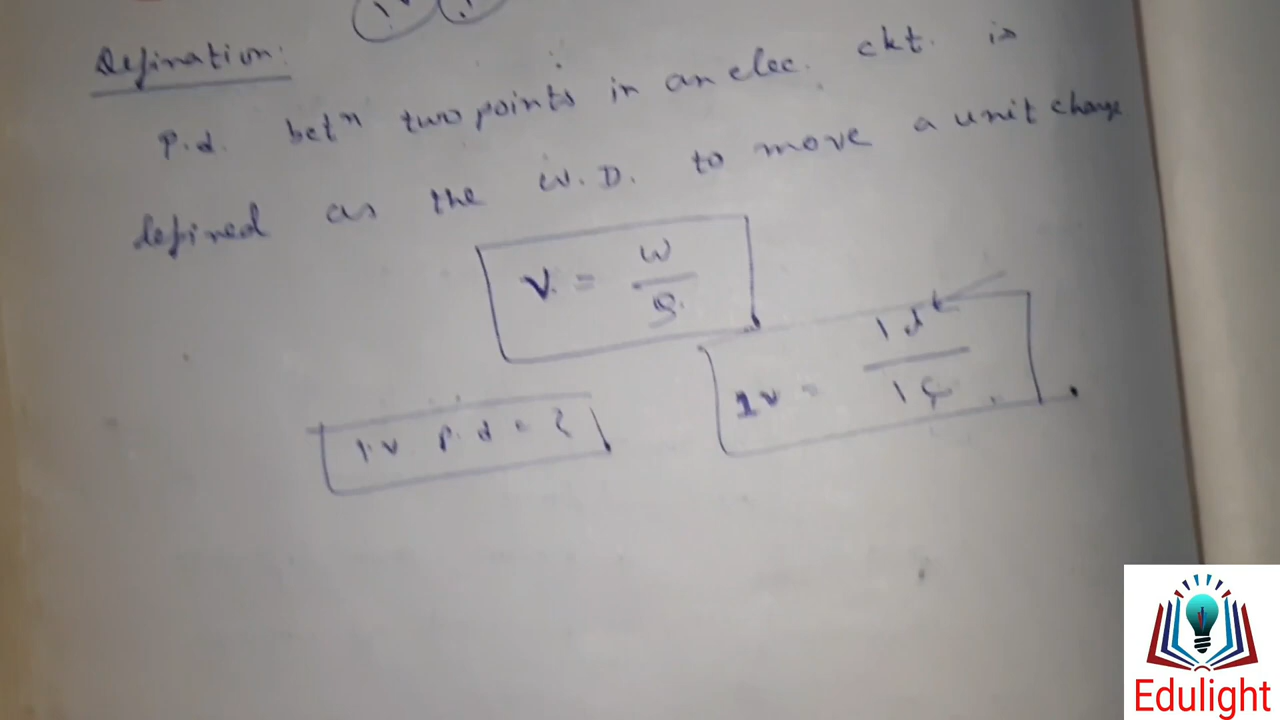 Defination:
P.d. betⁿ two points in an elec. ckt. is
defined as the W.D. to move a unit charge
V = W
Q
1V = 1J
1C
1V P.d = ?
Edulight